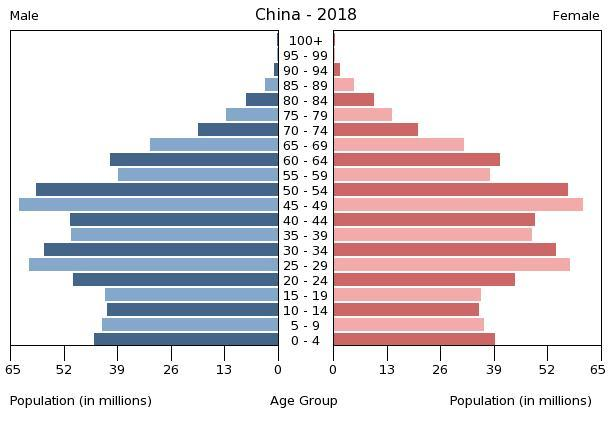 China - 2018
Male
Female
100+
95 - 99
90 - 94
85 - 89
80 - 84
75 - 79
70 - 74
65 - 69
60 - 64
55 - 59
50 - 54
45 - 49
40 - 44
35 - 39
30 - 34
25 - 29
20 - 24
15 - 19
10 - 14
5 - 9
0 - 4
65 52 39 26 13 0 0 13 26 39 52 65
Population (in millions) Age Group Population (in millions)